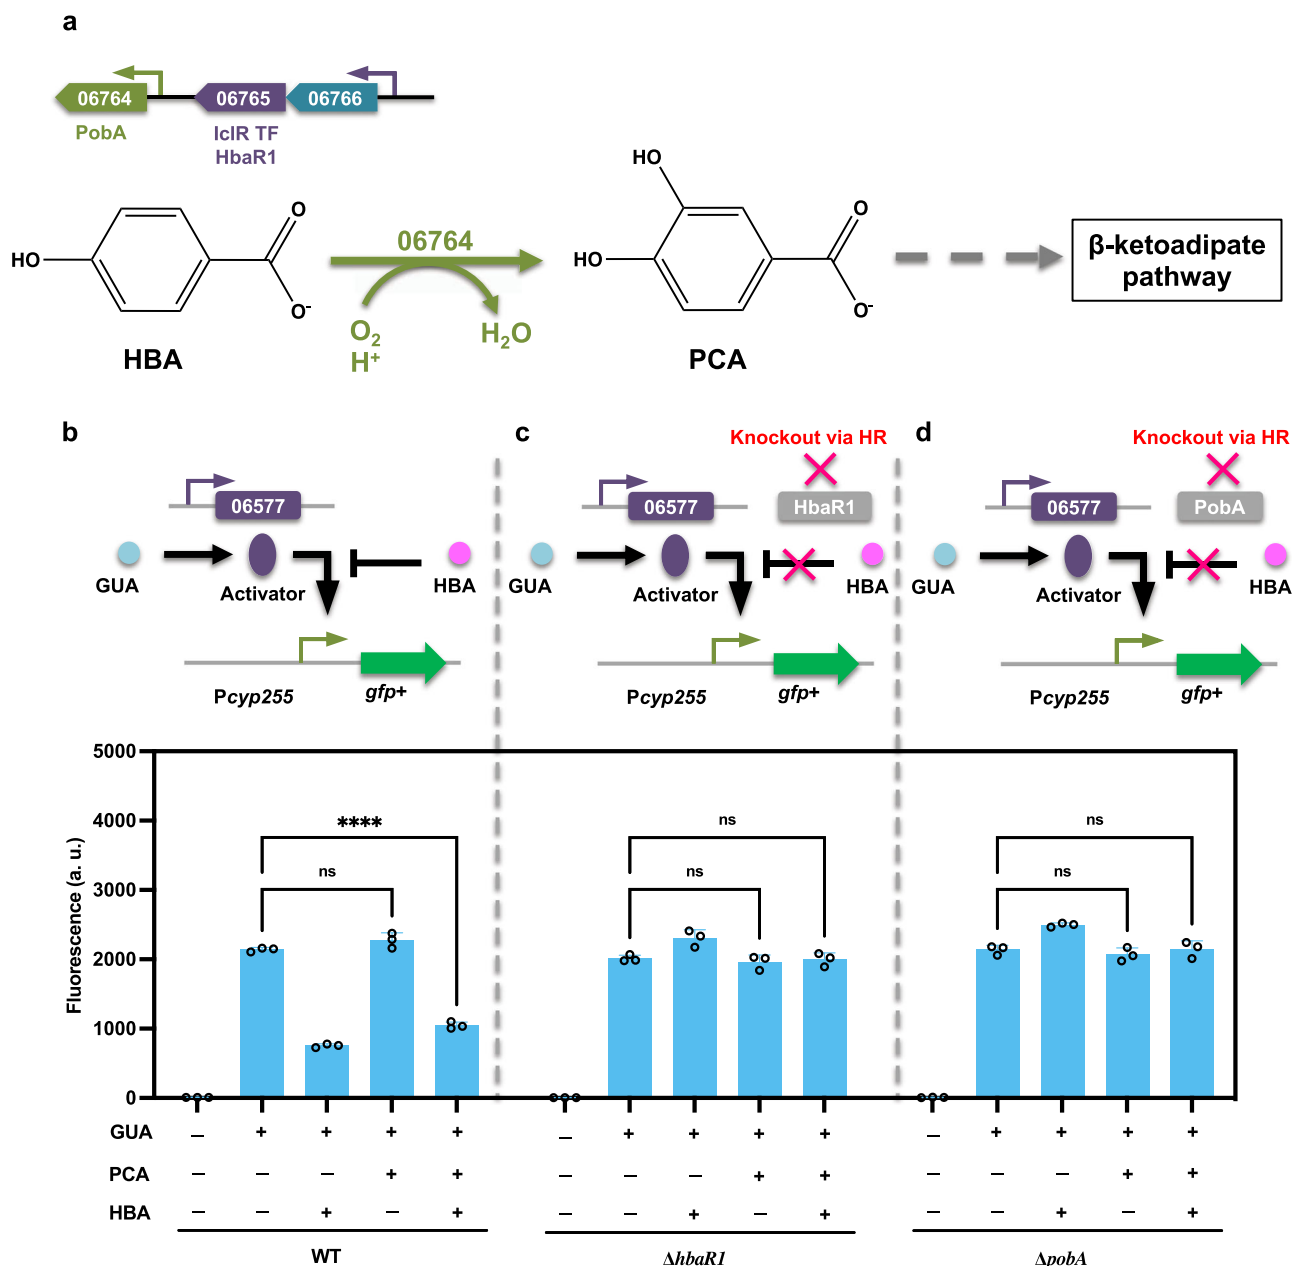 a
06764
06765
06766
PobA
IclR TF
HbaR1
HO
HO
O
O
HO
06764
HO
β-ketoadipate
pathway
O-
O-
O2
H2O
H+
HBA
PCA
b
c
Knockout via HR
d
Knockout via HR
06577
06577
HbaR1
06577
PobA
GUA
Activator
HBA
GUA
Activator
HBA
GUA
Activator
HBA
Pcyp255
gfp+
Pcyp255
gfp+
Pcyp255
gfp+
5000
4000
3000
2000
1000
0
Fluorescence (a. u.)
****
ns
ns
ns
ns
ns
GUA – + + + + – + + + + – + + + +
PCA – – – + + – – – + + – – – + +
HBA – – + – + – – + – + – – + – +
WT
ΔhbaR1
ΔpobA